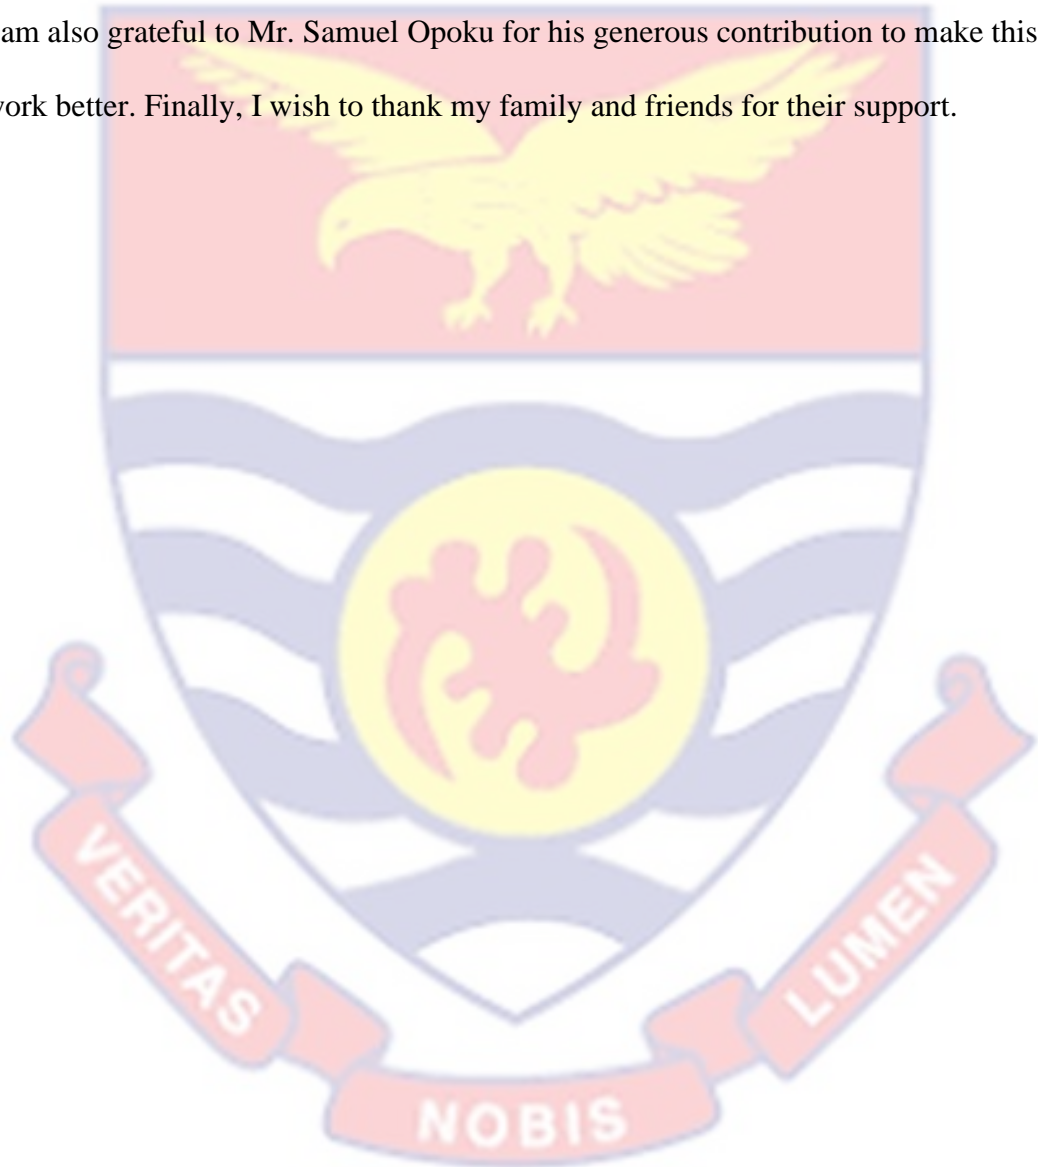 am also grateful to Mr. Samuel Opoku for his generous contribution to make this
work better. Finally, I wish to thank my family and friends for their support.
VERITAS
NOBIS
LUMEN